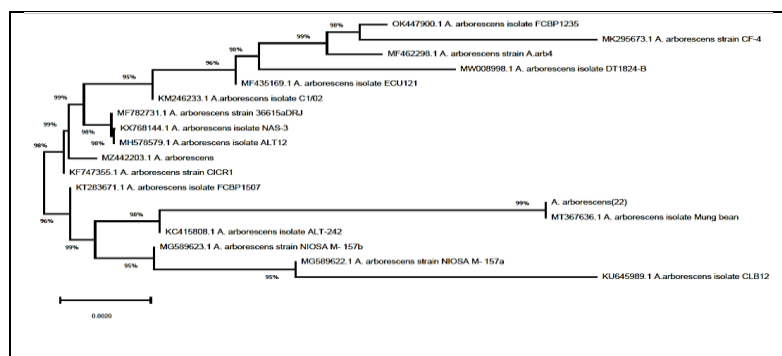 98%
OK447900.1 A. arborescens isolate FCBP1235
99%
MK295673.1 A. arborescens strain CF-4
98%
MF462298.1 A. arborescens strain A.arb4
96%
MW008998.1 A. arborescens isolate DT1824-B
95%
MF435169.1 A. arborescens isolate ECU121
KM246233.1 A.arborescens isolate C1/02
99%
MF782731.1 A. arborescens strain 36615aDRJ
99%
KX768144.1 A. arborescens isolate NAS-3
98%
98%
MH578579.1 A.arborescens isolate ALT12
98%
MZ442203.1 A. arborescens
KF747355.1 A. arborescens strain CICR1
KT283671.1 A. arborescens isolate FCBP1507
99%
A. arborescens(22)
96%
98%
MT367636.1 A. arborescens isolate Mung bean
KC415808.1 A. arborescens isolate ALT-242
99%
MG589623.1 A. arborescens strain NIOSA M- 157b
95%
MG589622.1 A. arborescens strain NIOSA M- 157a
95%
KU645989.1 A.arborescens isolate CLB12
0.0020